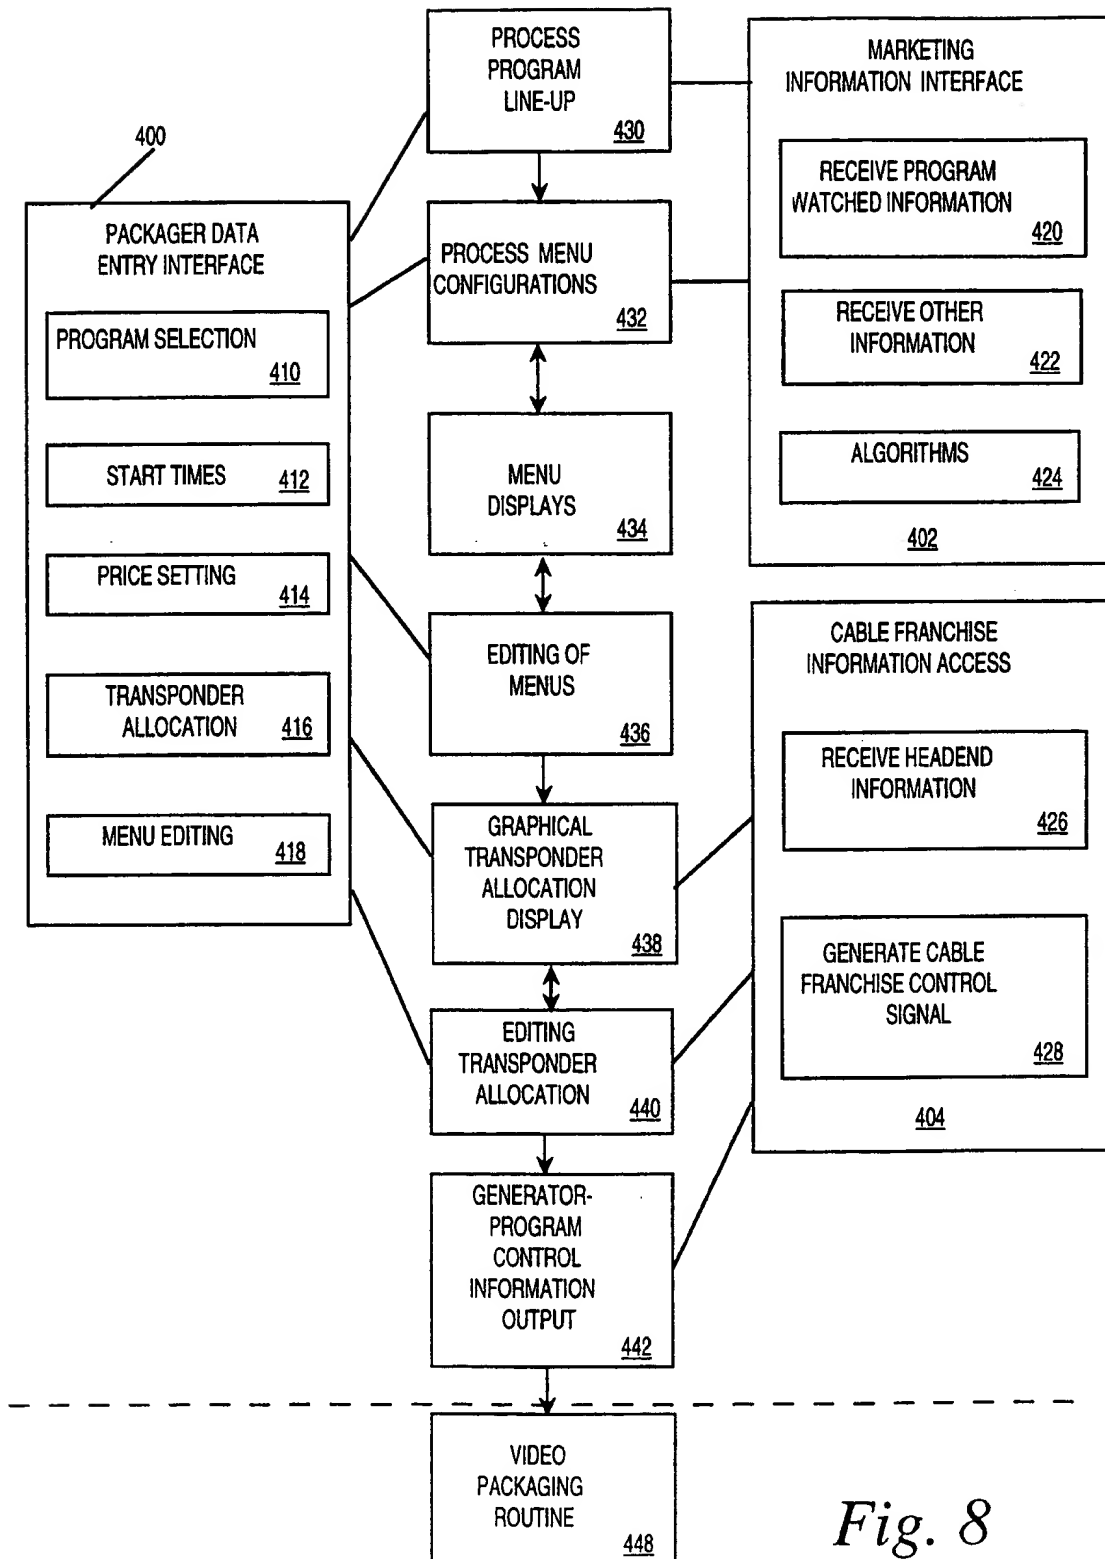 400
PACKAGER DATA
ENTRY INTERFACE
PROGRAM SELECTION
410
START TIMES
412
PRICE SETTING
414
TRANSPONDER
ALLOCATION
416
MENU EDITING
418
PROCESS
PROGRAM
LINE-UP
430
PROCESS MENU
CONFIGURATIONS
432
MENU
DISPLAYS
434
EDITING OF
MENUS
436
GRAPHICAL
TRANSPONDER
ALLOCATION
DISPLAY
438
EDITING
TRANSPONDER
ALLOCATION
440
GENERATOR-
PROGRAM
CONTROL
INFORMATION
OUTPUT
442
VIDEO
PACKAGING
ROUTINE
448
MARKETING
INFORMATION INTERFACE
RECEIVE PROGRAM
WATCHED INFORMATION
420
RECEIVE OTHER
INFORMATION
422
ALGORITHMS
424
402
CABLE FRANCHISE
INFORMATION ACCESS
RECEIVE HEADEND
INFORMATION
426
GENERATE CABLE
FRANCHISE CONTROL
SIGNAL
428
404
Fig. 8